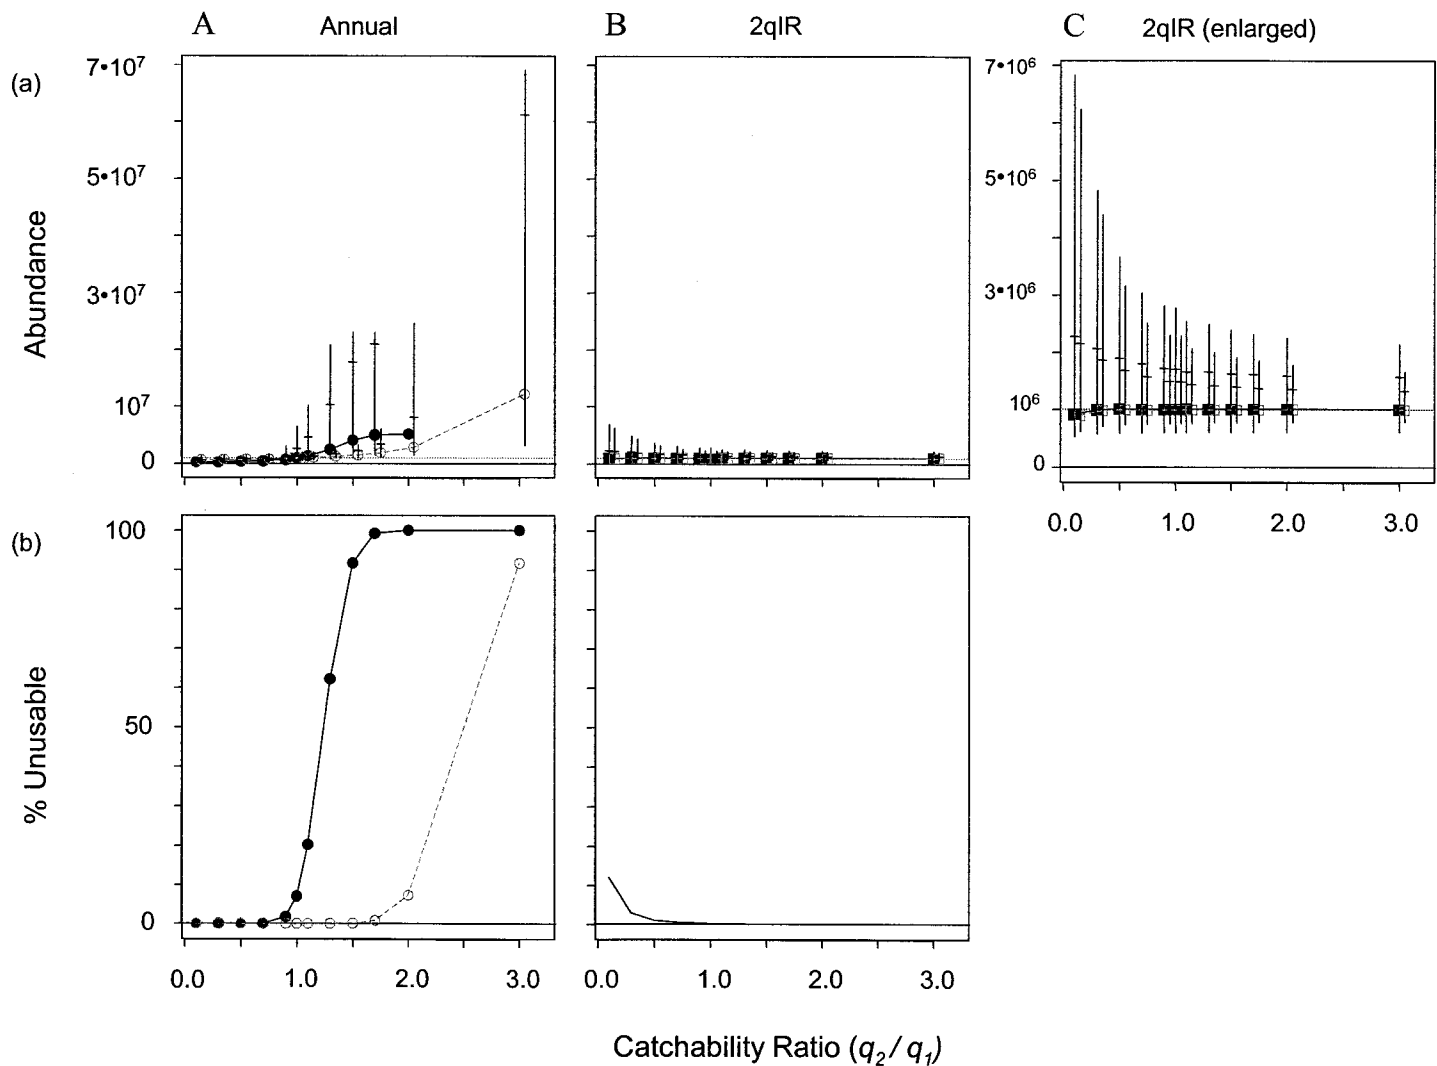 A Annual B 2qIR C 2qIR (enlarged)
(a)
Abundance
7•10⁷
5•10⁷
3•10⁷
10⁷
0
7•10⁶
5•10⁶
3•10⁶
10⁶
0
0.0 1.0 2.0 3.0
(b)
% Unusable
100
50
0
0.0 1.0 2.0 3.0 0.0 1.0 2.0 3.0
Catchability Ratio (q₂ / q₁)